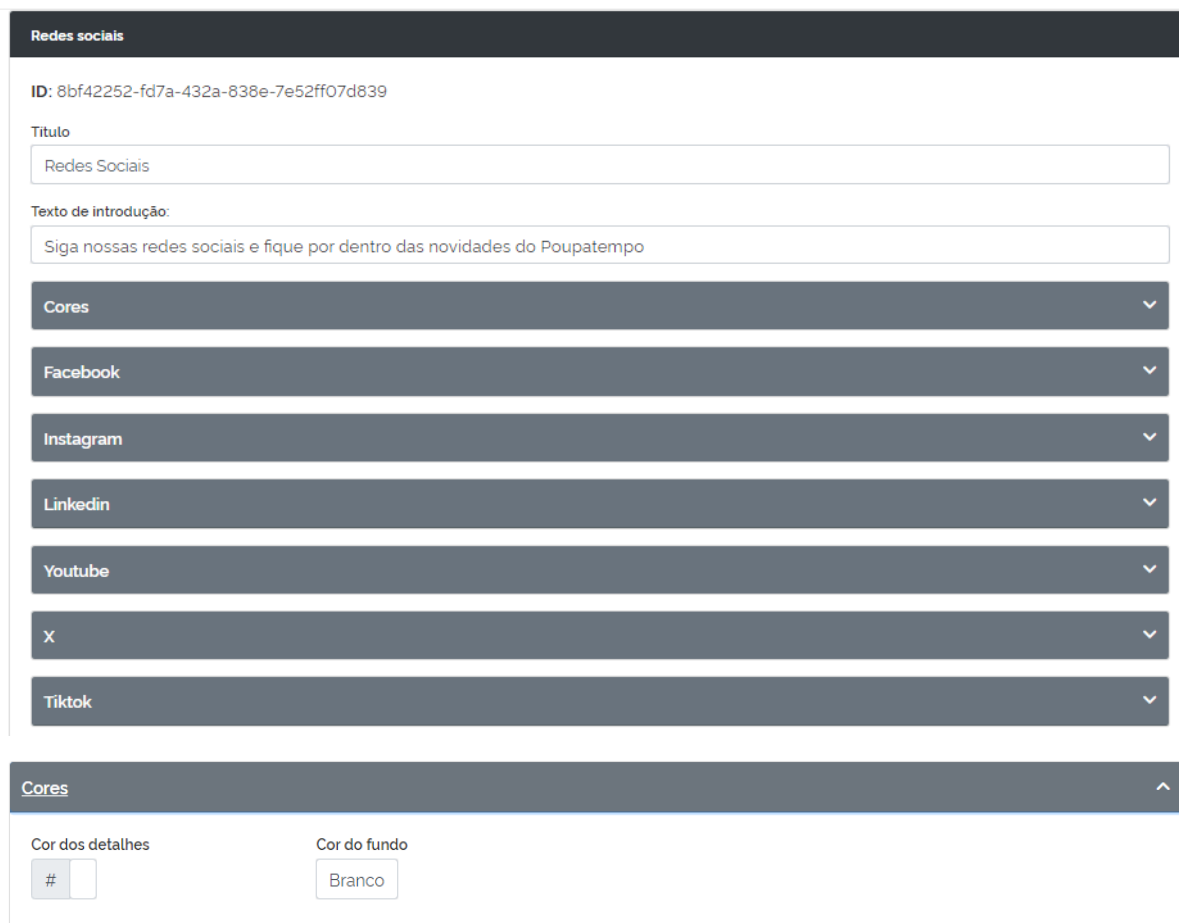 Redes sociais
ID: 8bf42252-fd7a-432a-838e-7e52ff07d839
Título
Redes Sociais
Texto de introdução:
Siga nossas redes sociais e fique por dentro das novidades do Poupatempo
Cores
Facebook
Instagram
Linkedin
Youtube
X
Tiktok
Cores
Cor dos detalhes Cor do fundo
# Branco